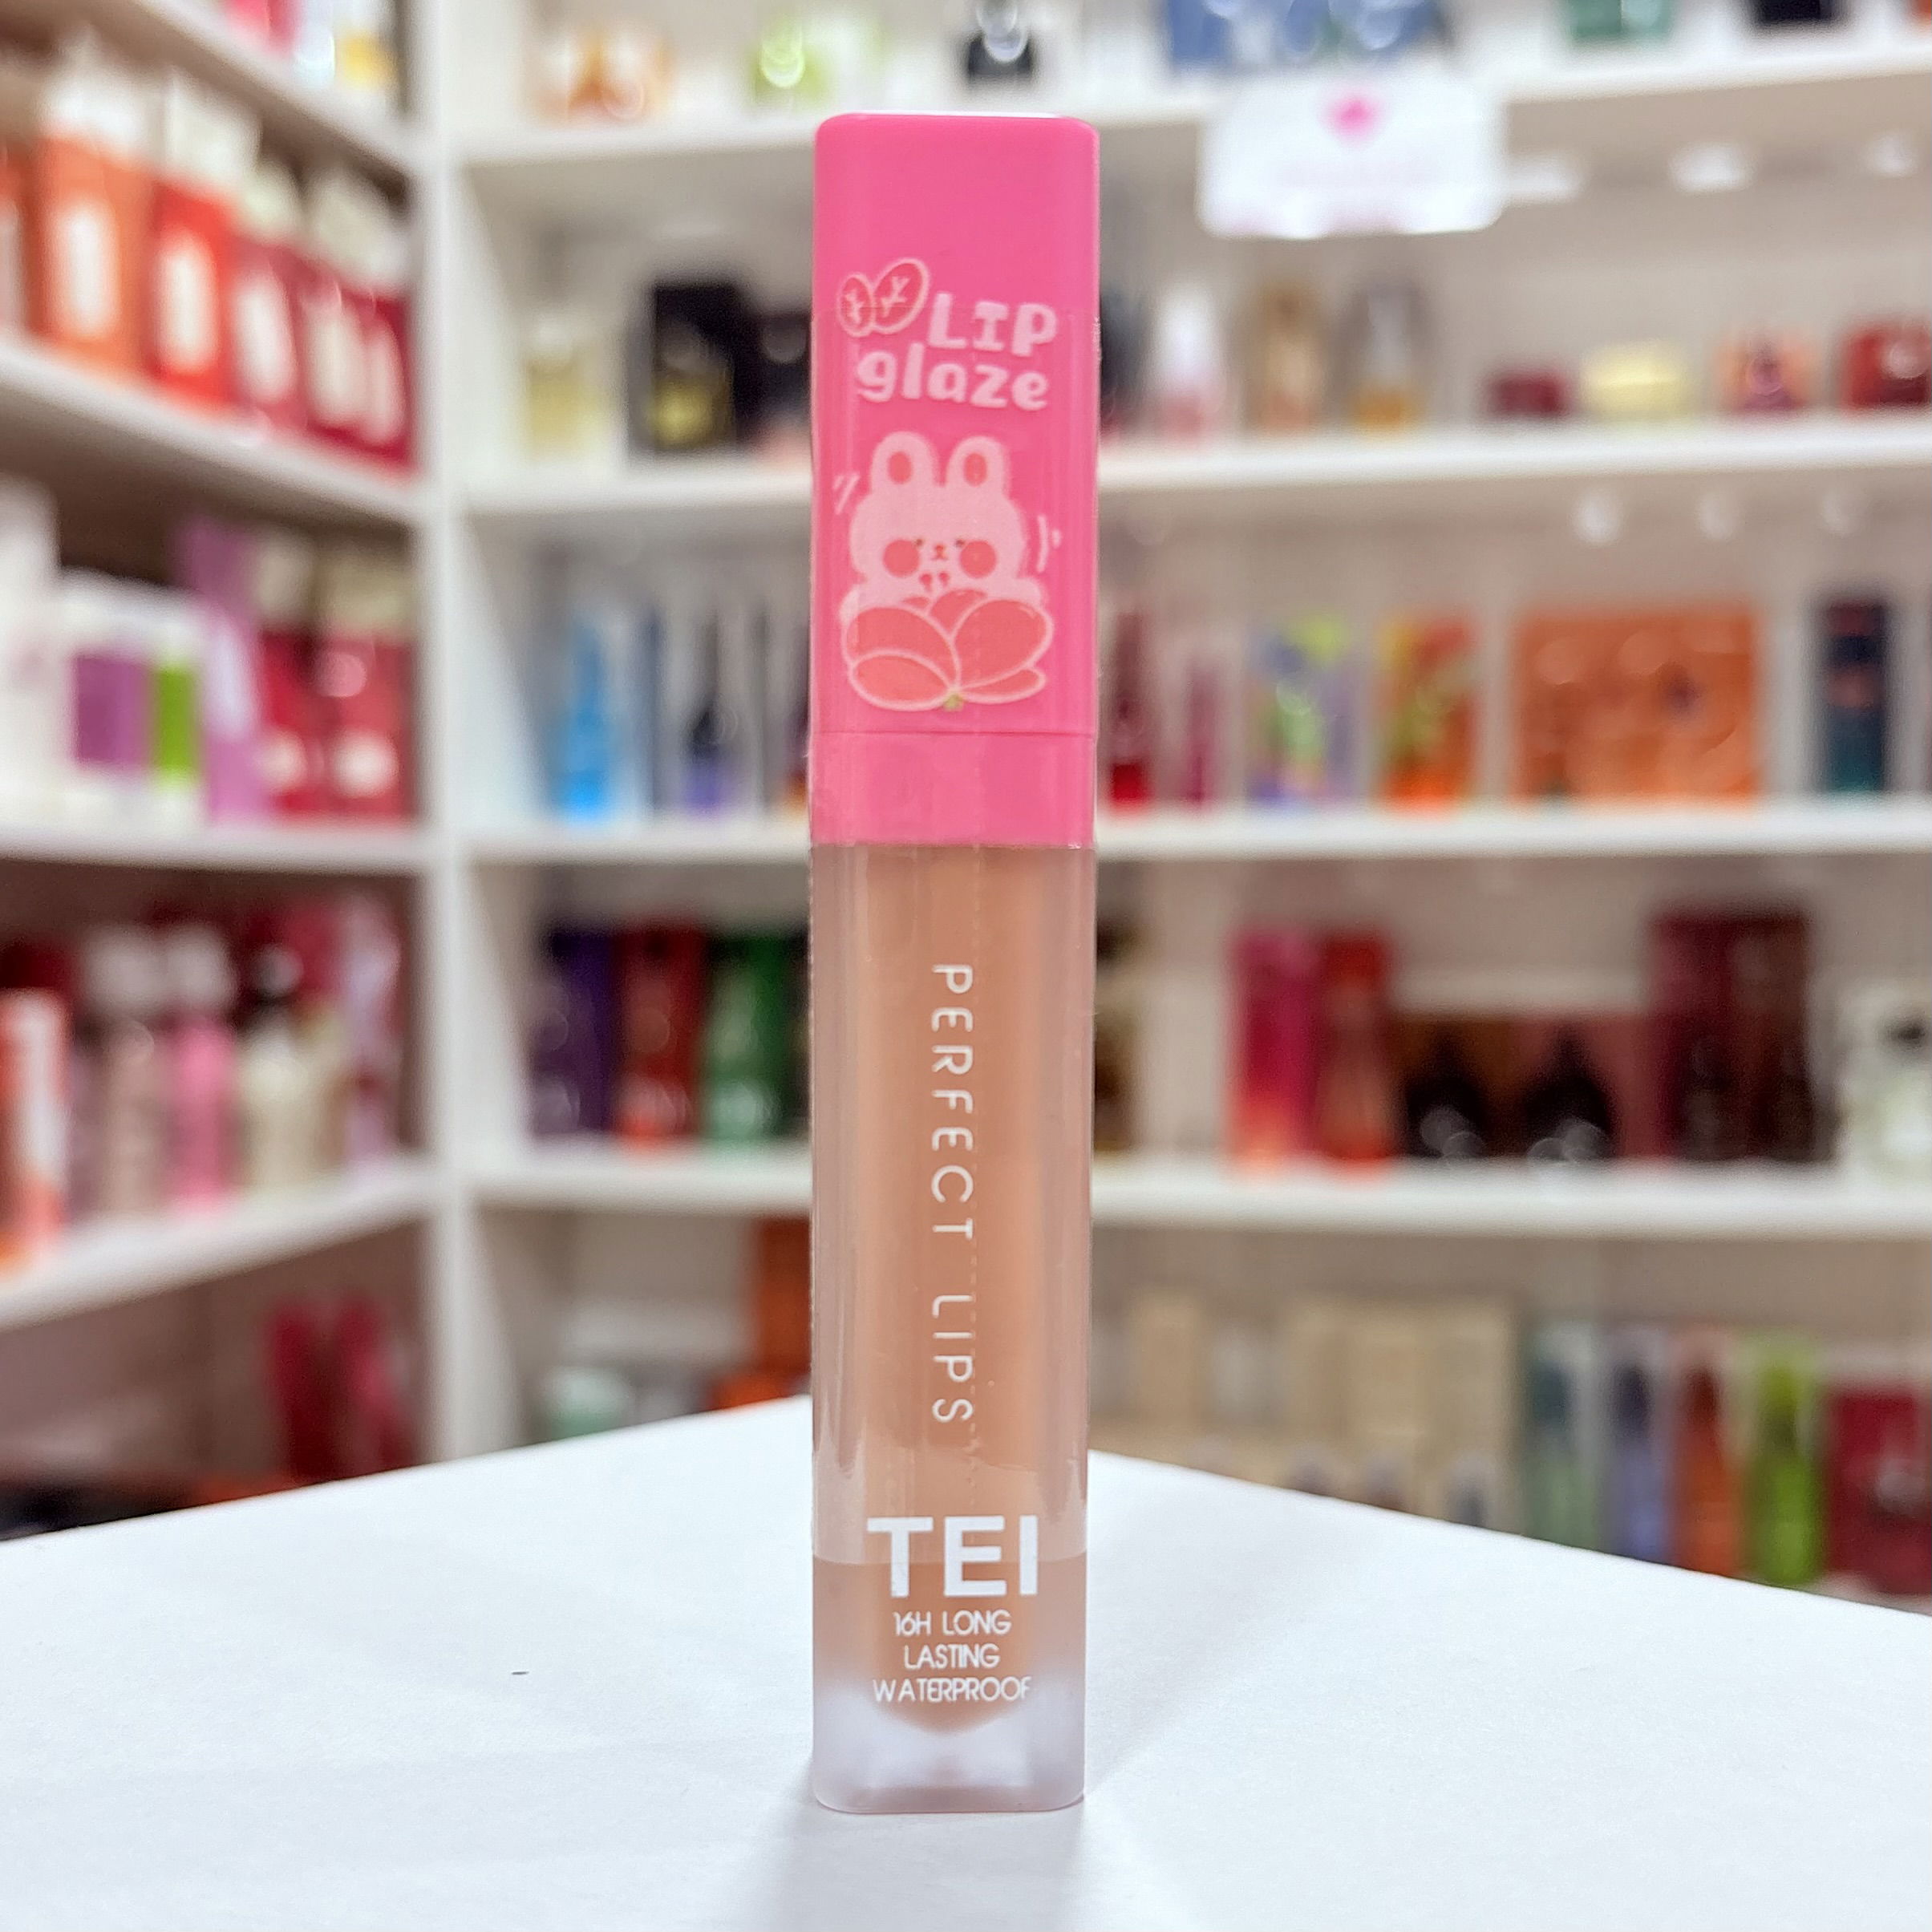 LIP
glaze
PERFECT LIPS
TEI
16H LONG
LASTING
WATERPROOF